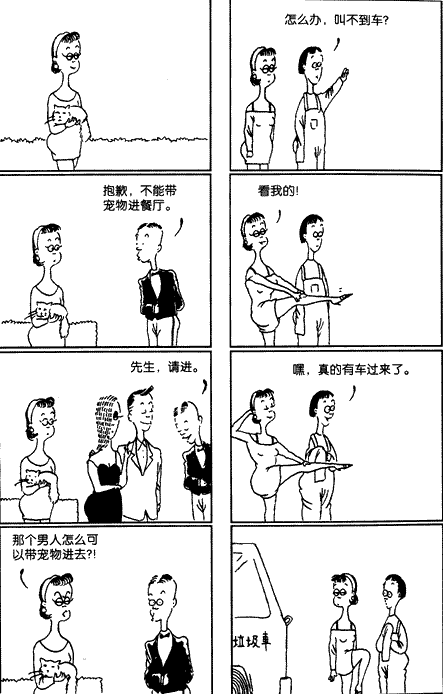 抱歉，不能带
宠物进餐厅。
先生，请进。
那个男人怎么可
以带宠物进去?!
怎么办，叫不到车?
看我的!
嘿，真的有车过来了。
垃圾车